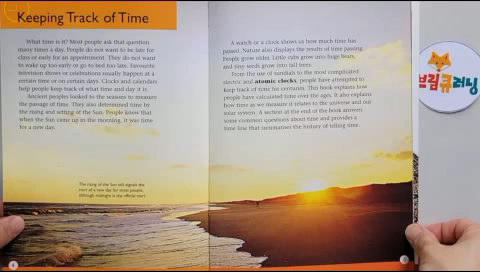 Keeping Track of Time
What time is it? Most people ask that question
many times a day. People do not want to be late for
class or early for an appointment. They do not want
to wake up too early or go to bed too late. Favourite
television shows or celebrations usually happen at a
certain time or on certain days. Clocks and calendars
help people keep track of what time and day it is.
Ancient peoples looked to the seasons to measure
the passage of time. They also determined time by
the rising and setting of the Sun. People knew that
when the Sun came up in the morning, it was time
for a new day.
The rising of the Sun still signals the
start of a new day for most people,
although midnight is the official start.
4
A watch or a clock shows us how much time has
passed. Nature also displays the results of time passing.
People grow older. Little cubs grow into huge bears,
and tiny seeds grow into tall trees.
From the use of sundials to the most complicated
electric and atomic clocks, people have attempted to
keep track of time for centuries. This book explains how
people have calculated time over the ages. It also explains
how time as we measure it relates to the universe and our
solar system. A section at the end of the book answers
some common questions about time and provides a
time line that summarises the history of telling time.
브림큐러닝